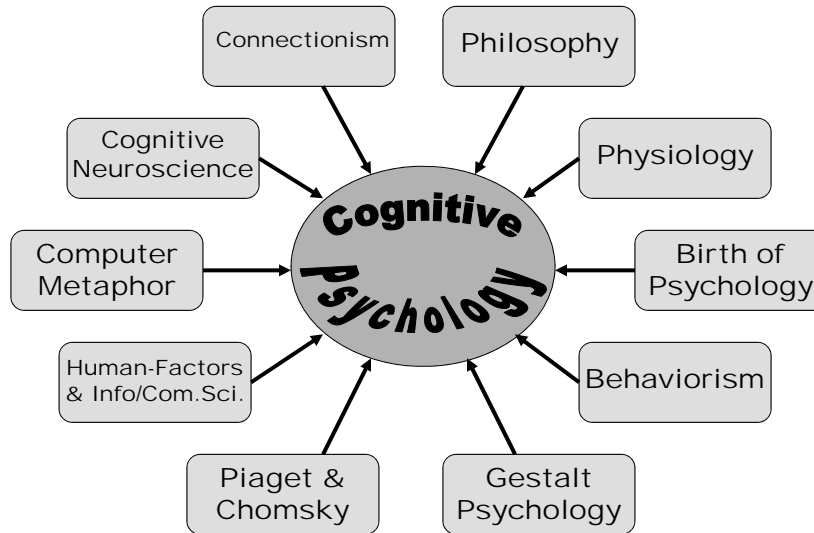 Connectionism
Philosophy
Cognitive
Neuroscience
Physiology
Cognitive
Psychology
Computer
Metaphor
Birth of
Psychology
Human-Factors
& Info/Com.Sci.
Behaviorism
Piaget &
Chomsky
Gestalt
Psychology